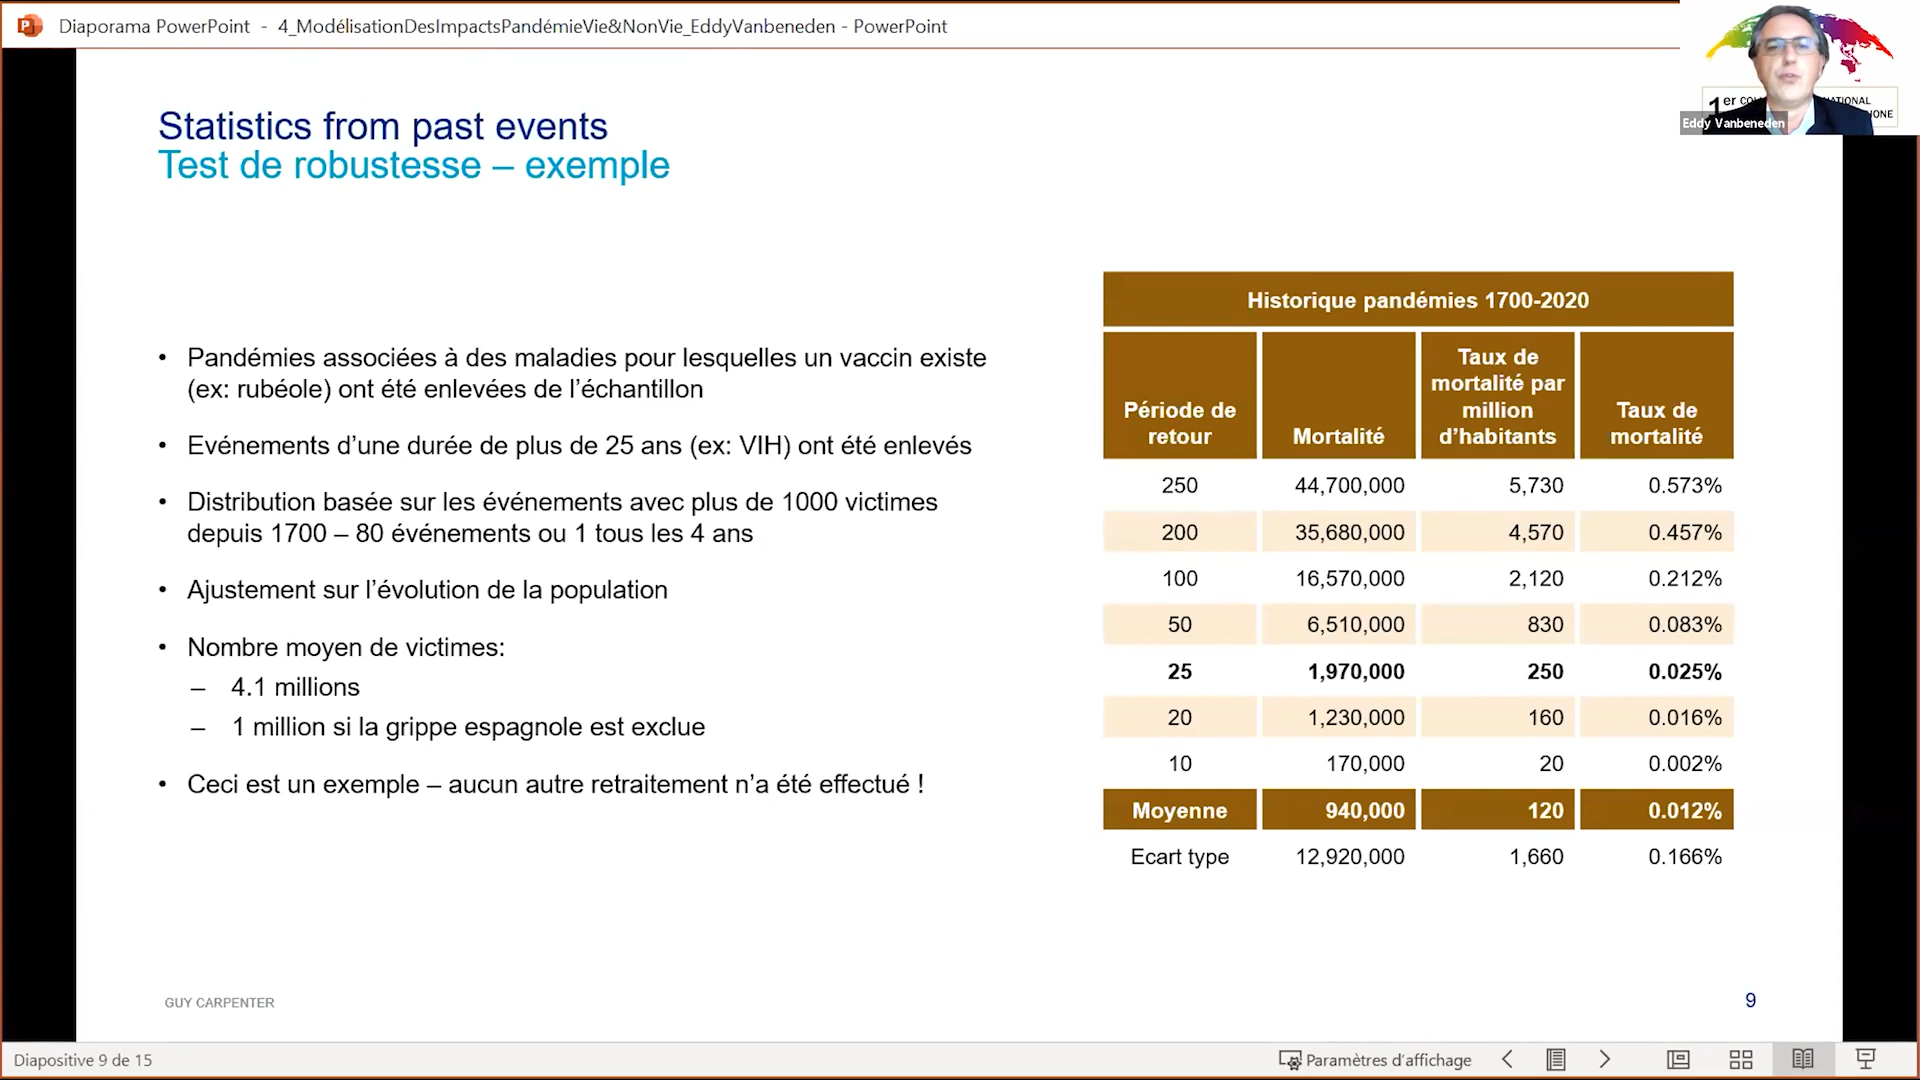 Diaporama PowerPoint - 4_ModélisationDesImpactsPandémieVie&NonVie_EddyVanbeneden - PowerPoint
1er
Eddy Vanbeneden
Statistics from past events
Test de robustesse – exemple
• Pandémies associées à des maladies pour lesquelles un vaccin existe
(ex: rubéole) ont été enlevées de l’échantillon
• Evénements d’une durée de plus de 25 ans (ex: VIH) ont été enlevés
• Distribution basée sur les événements avec plus de 1000 victimes
depuis 1700 – 80 événements ou 1 tous les 4 ans
• Ajustement sur l’évolution de la population
• Nombre moyen de victimes:
– 4.1 millions
– 1 million si la grippe espagnole est exclue
• Ceci est un exemple – aucun autre retraitement n’a été effectué !
Historique pandémies 1700-2020
Période de retour Mortalité Taux de mortalité par million d’habitants Taux de mortalité
250 44,700,000 5,730 0.573%
200 35,680,000 4,570 0.457%
100 16,570,000 2,120 0.212%
50 6,510,000 830 0.083%
25 1,970,000 250 0.025%
20 1,230,000 160 0.016%
10 170,000 20 0.002%
Moyenne 940,000 120 0.012%
Ecart type 12,920,000 1,660 0.166%
GUY CARPENTER
9
Diapositive 9 de 15
Paramètres d’affichage